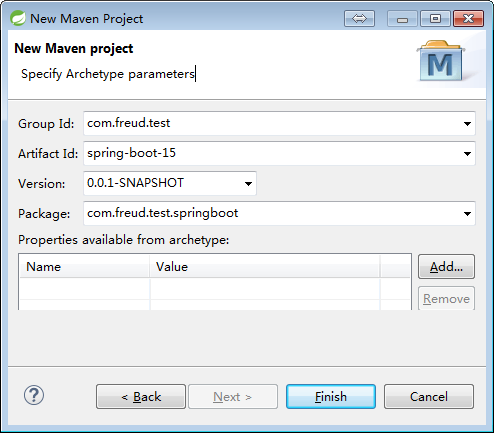 New Maven Project
New Maven project
Specify Archetype parameters
M
Group Id: com.freud.test
Artifact Id: spring-boot-15
Version: 0.0.1-SNAPSHOT
Package: com.freud.test.springboot
Properties available from archetype:
Name Value
Add...
Remove
? < Back Next > Finish Cancel